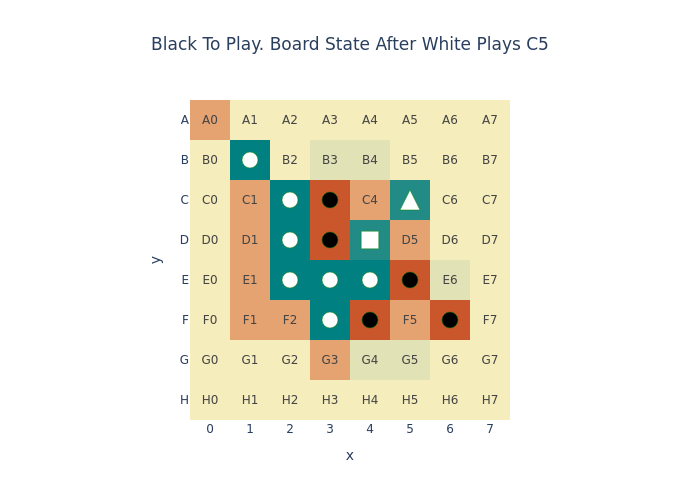 Black To Play. Board State After White Plays C5
A A0 A1 A2 A3 A4 A5 A6 A7
B B0 B2 B3 B4 B5 B6 B7
C C0 C1 C4 C6 C7
D D0 D1 D5 D6 D7
y
E E0 E1 E6 E7
F F0 F1 F2 F5 F7
G G0 G1 G2 G3 G4 G5 G6 G7
H H0 H1 H2 H3 H4 H5 H6 H7
0 1 2 3 4 5 6 7
x